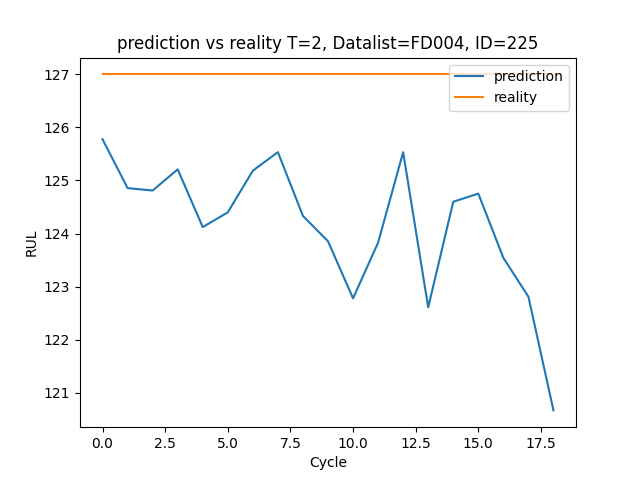 prediction vs reality T=2, Datalist=FD004, ID=225
127
126
125
124
123
122
121
RUL
prediction
reality
0.0 2.5 5.0 7.5 10.0 12.5 15.0 17.5
Cycle